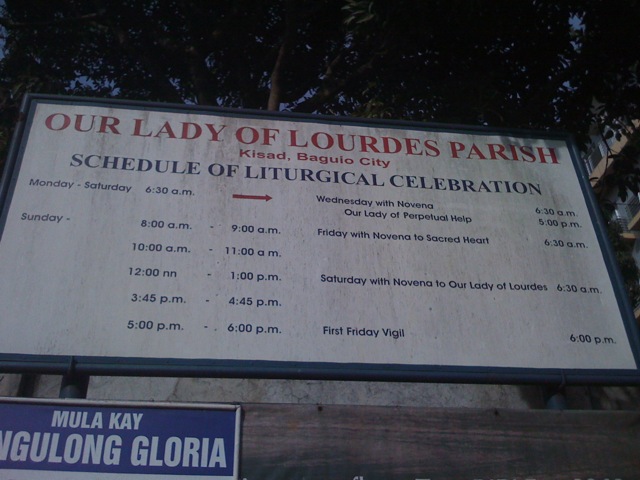 OUR LADY OF LOURDES PARISH
Kisad, Baguio City
SCHEDULE OF LITURGICAL CELEBRATION
Monday - Saturday 6:30 a.m.
Wednesday with Novena 6:30 a.m.
Our Lady of Perpetual Help 5:00 p.m.
Friday with Novena to Sacred Heart 6:30 a.m.
Saturday with Novena to Our Lady of Lourdes 6:30 a.m.
First Friday Vigil 6:00 p.m.
Sunday -
8:00 a.m. - 9:00 a.m.
10:00 a.m. - 11:00 a m.
12:00 nn - 1:00 p.m.
3:45 p.m. - 4:45 p.m.
5:00 p.m. - 6:00 p.m.
MULA KAY
NGULONG GLORIA